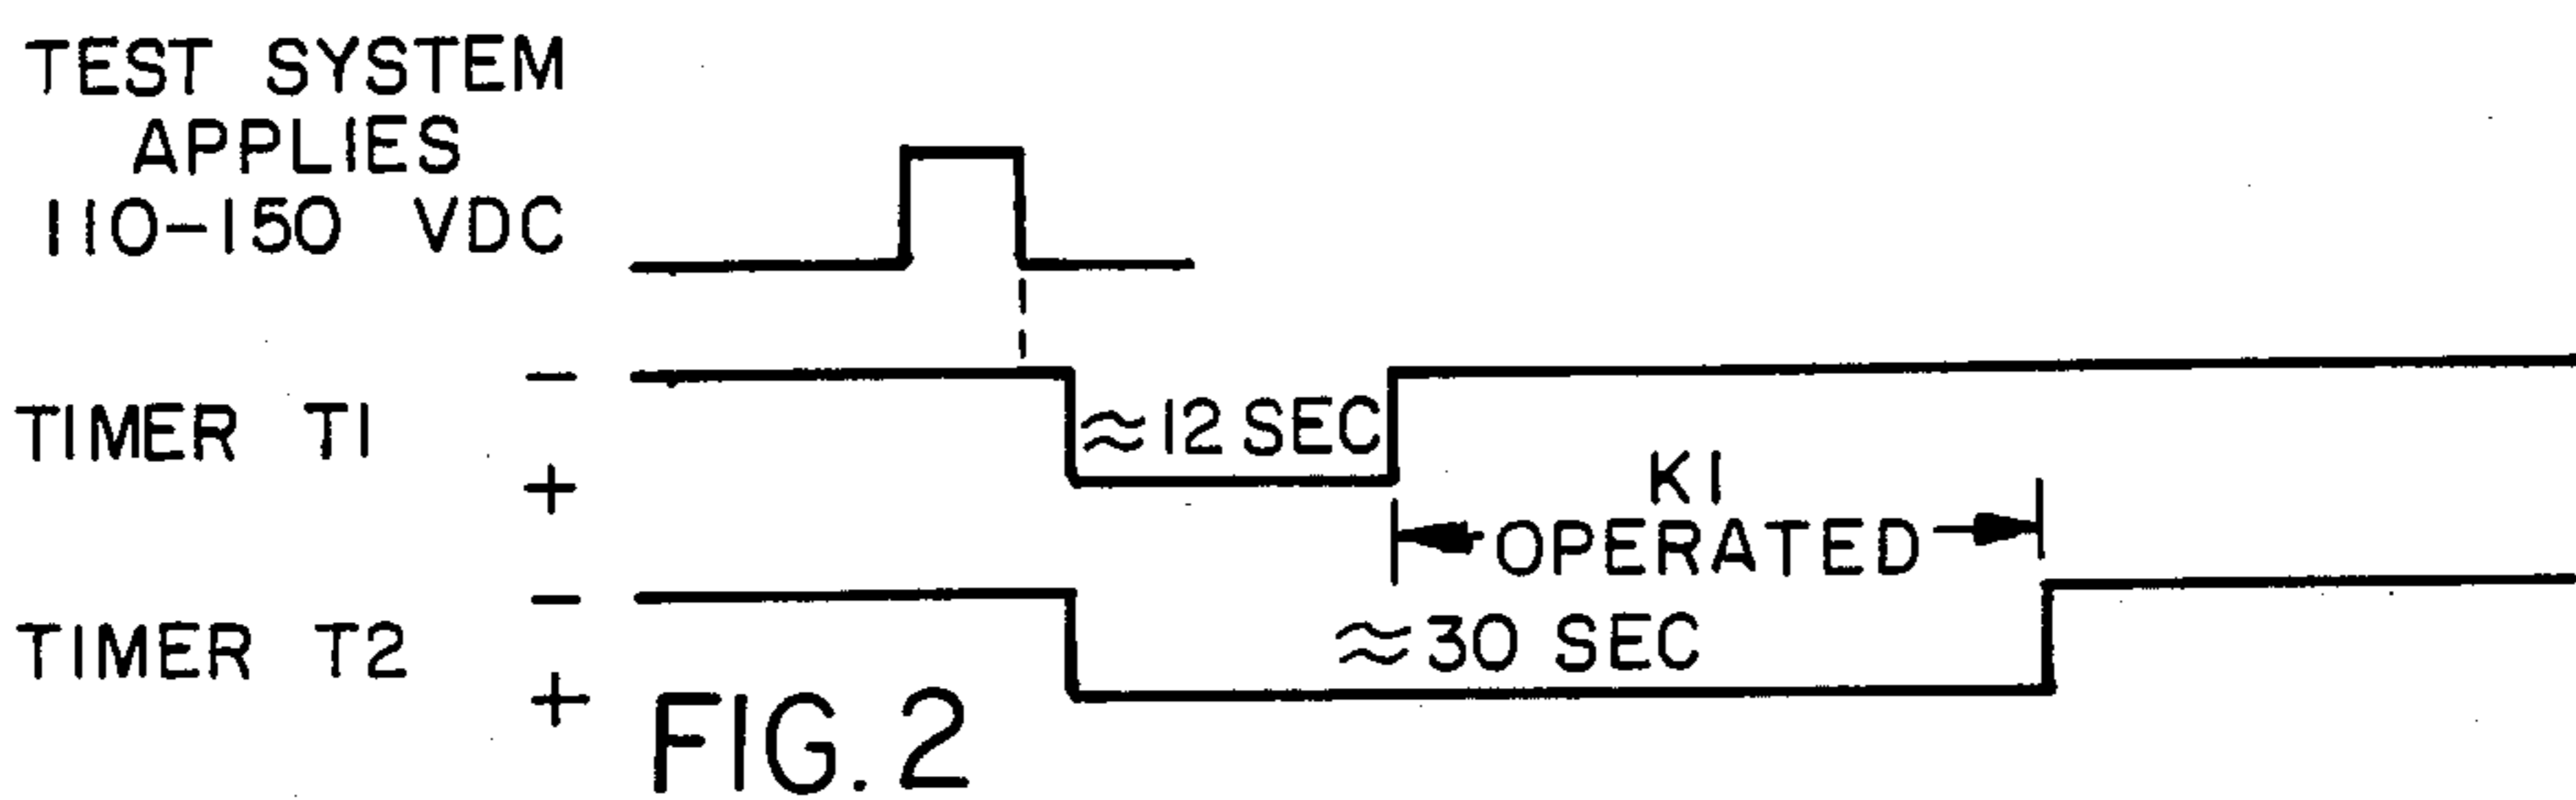 TEST SYSTEM
APPLIES
110-150 VDC
−
TIMER T1
≈12 SEC
+
K1
OPERATED
−
TIMER T2
≈30 SEC
+
FIG. 2